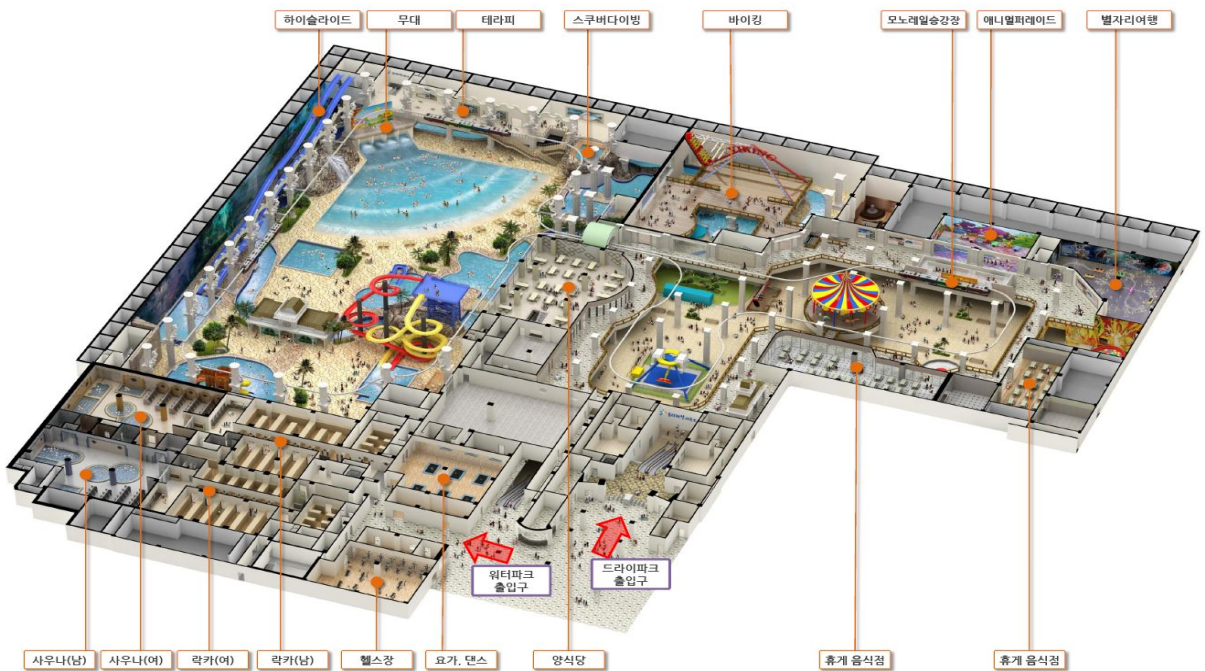 하이슬라이드
무대
테라피
스쿠버다이빙
바이킹
모노레일승강장
애니멀퍼레이드
별자리여행
VIKING
워터파크
출입구
드라이파크
출입구
사우나(남)
사우나(여)
락카(여)
락카(남)
헬스장
요가, 댄스
양식당
휴게 음식점
휴게 음식점